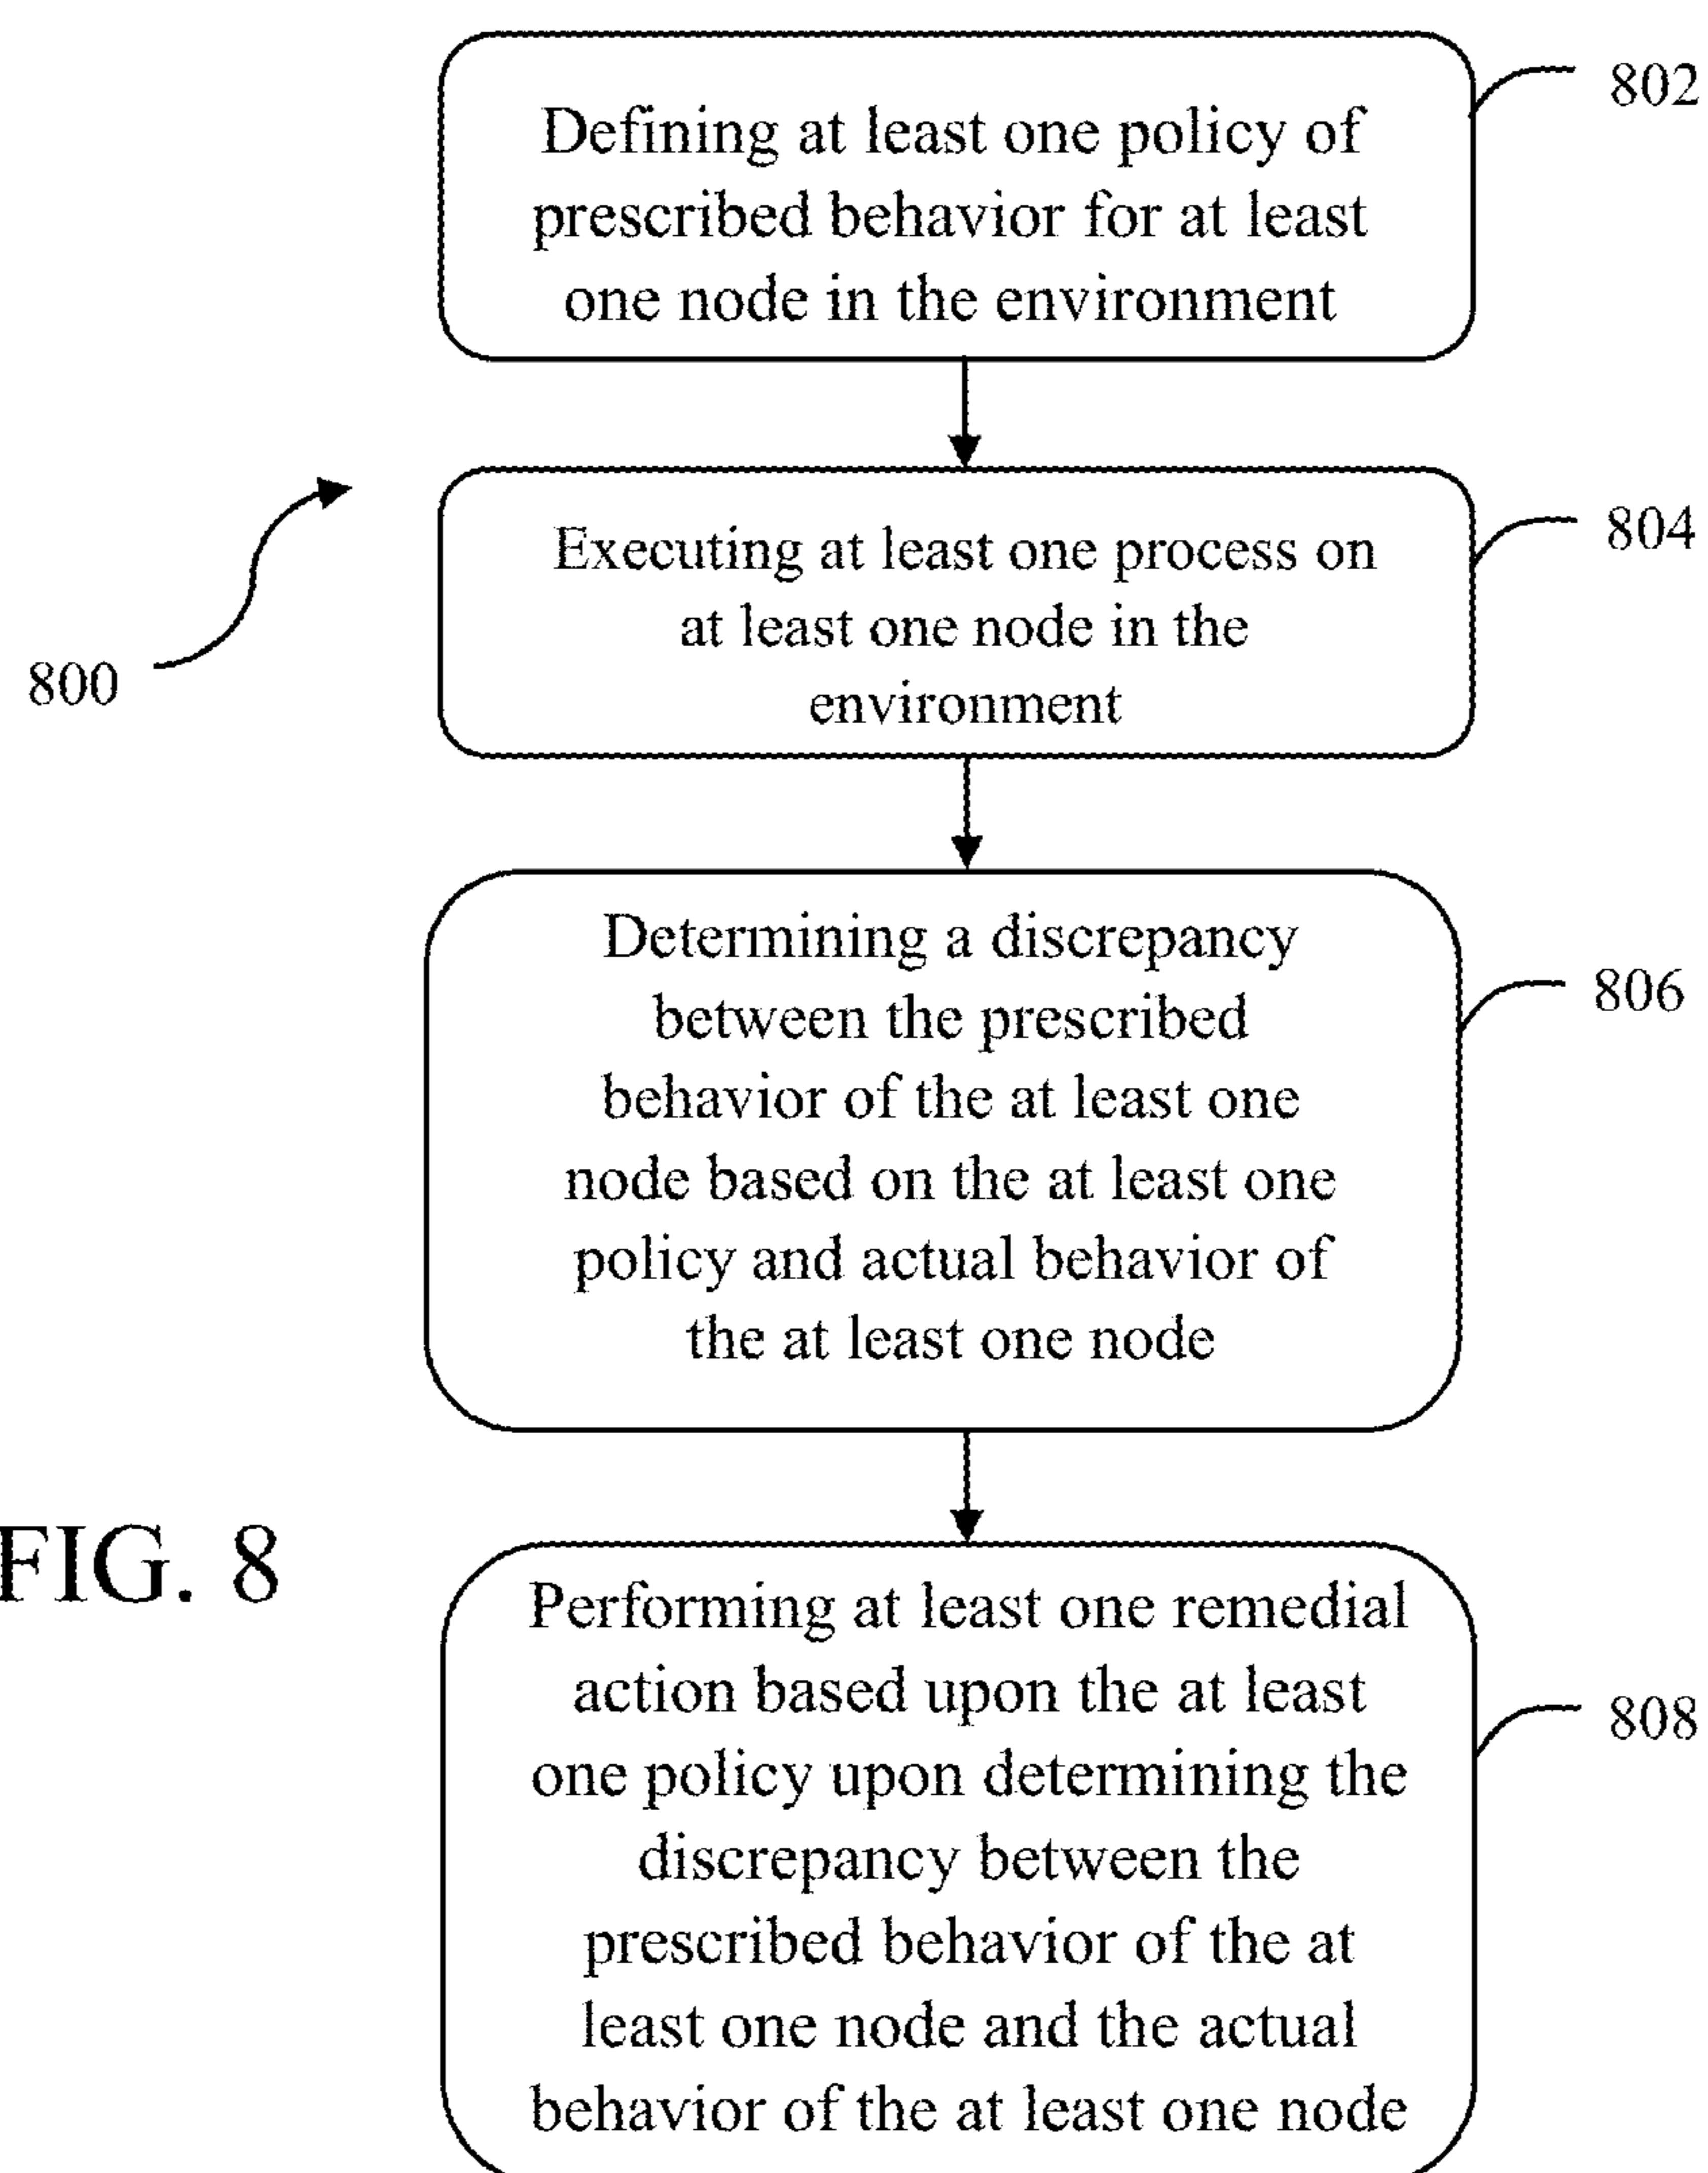 802
Defining at least one policy of
prescribed behavior for at least
one node in the environment
804
Executing at least one process on
at least one node in the
environment
800
806
Determining a discrepancy
between the prescribed
behavior of the at least one
node based on the at least one
policy and actual behavior of
the at least one node
FIG. 8
808
Performing at least one remedial
action based upon the at least
one policy upon determining the
discrepancy between the
prescribed behavior of the at
least one node and the actual
behavior of the at least one node